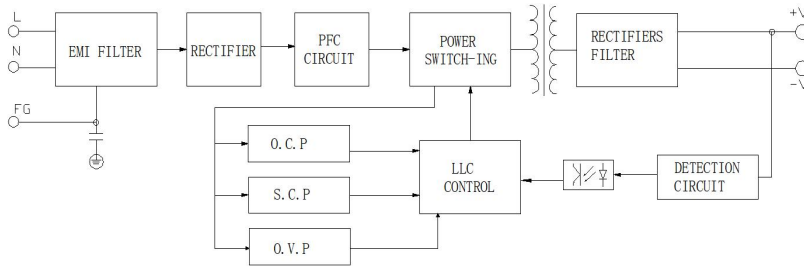 L
N
FG
EMI FILTER
RECTIFIER
PFC
CIRCUIT
POWER
SWITCH-ING
RECTIFIERS
FILTER
+V
-V
O.C.P
S.C.P
O.V.P
LLC
CONTROL
DETECTION
CIRCUIT